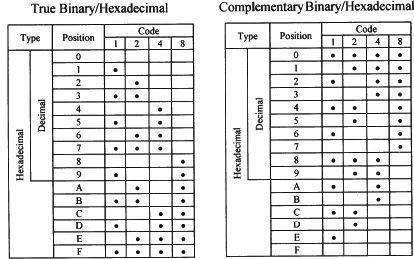 True Binary/Hexadecimal
Type Position Code
1 2 4 8
Hexadecimal
Decimal
0
1
2
3
4
5
6
7
8
9
A
B
C
D
E
F
Complementary Binary/Hexadecimal
Type Position Code
1 2 4 8
Hexadecimal
Decimal
0
1
2
3
4
5
6
7
8
9
A
B
C
D
E
F